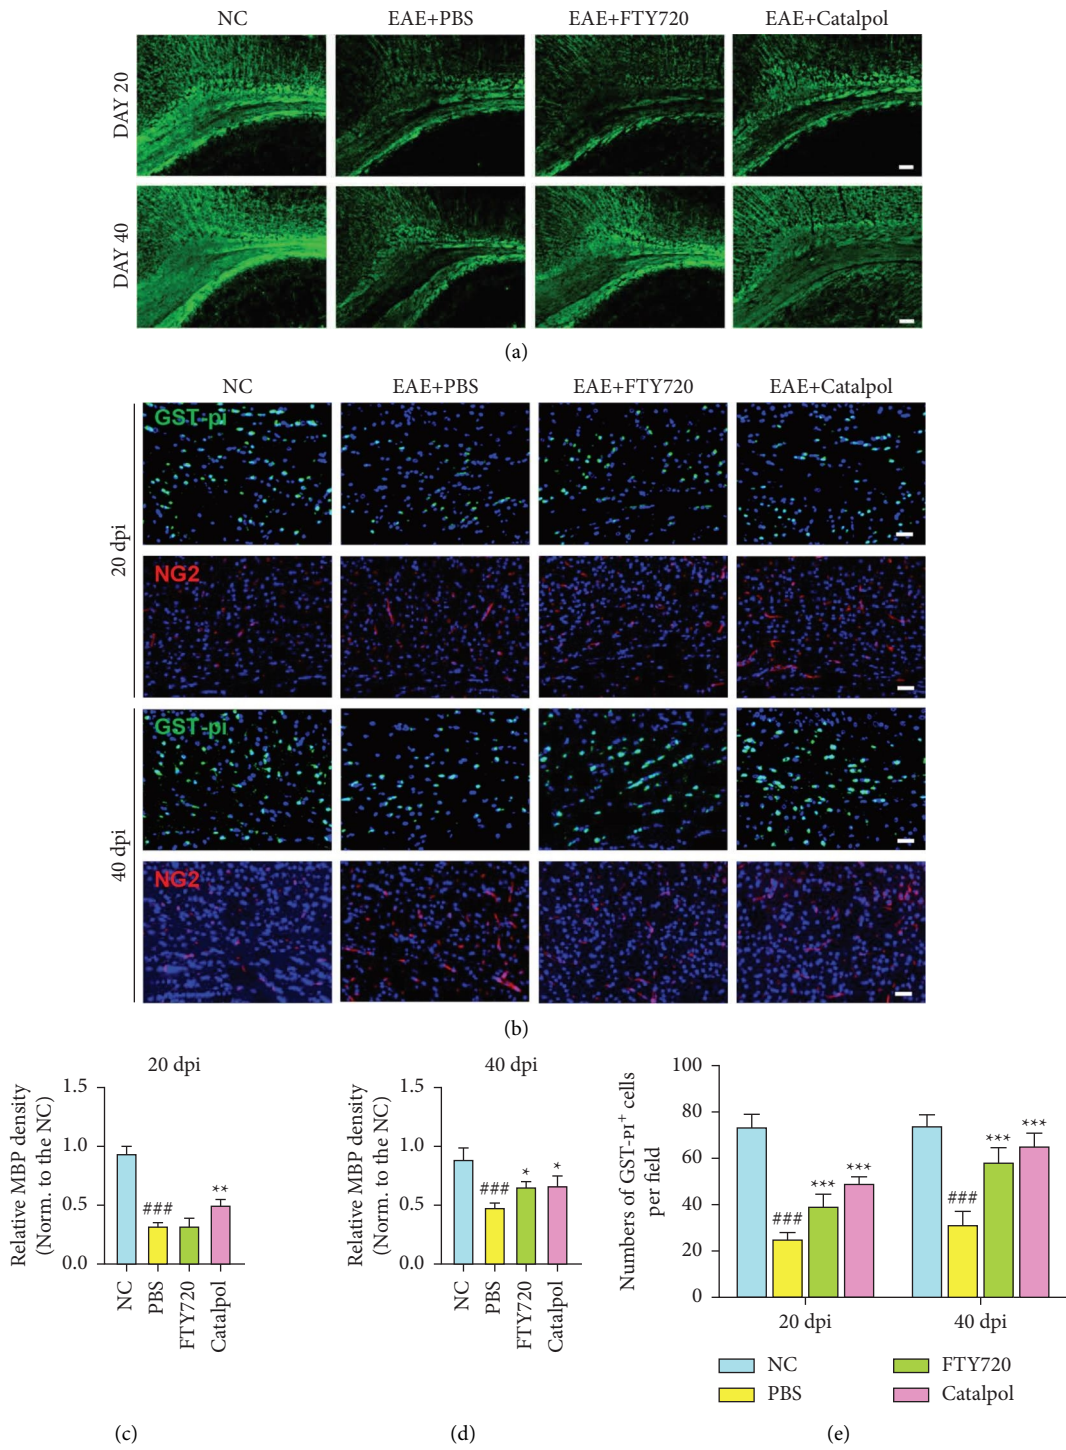 NC EAE+PBS EAE+FTY720 EAE+Catalpol
DAY 20
DAY 40
(a)
NC EAE+PBS EAE+FTY720 EAE+Catalpol
20 dpi
GST-pi
NG2
40 dpi
GST-pi
NG2
(b)
20 dpi
Relative MBP density
(Norm. to the NC)
1.5
1.0
0.5
0.0
###
**
NC PBS FTY720 Catalpol
(c)
40 dpi
Relative MBP density
(Norm. to the NC)
1.5
1.0
0.5
0.0
###
*
*
NC PBS FTY720 Catalpol
(d)
Numbers of GST-PI+ cells
per field
100
80
60
40
20
0
###
***
***
###
***
***
20 dpi 40 dpi
NC FTY720
PBS Catalpol
(e)